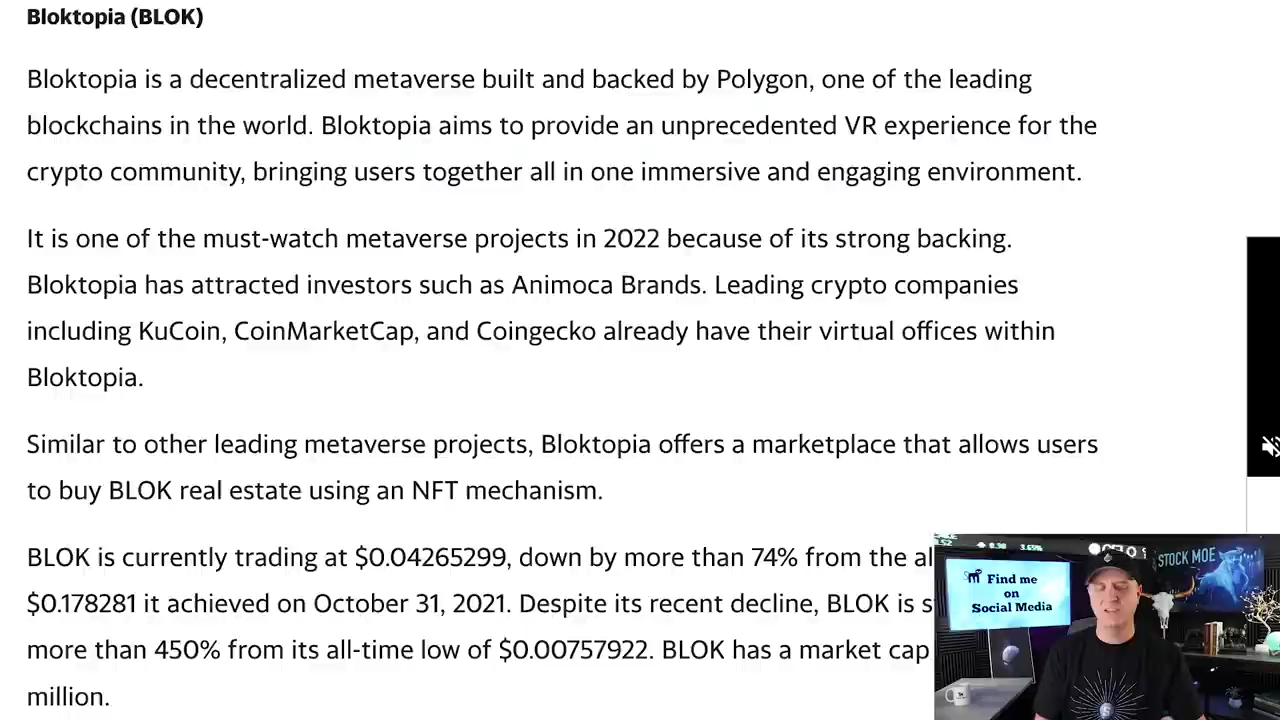 Bloktopia (BLOK)
Bloktopia is a decentralized metaverse built and backed by Polygon, one of the leading
blockchains in the world. Bloktopia aims to provide an unprecedented VR experience for the
crypto community, bringing users together all in one immersive and engaging environment.
It is one of the must-watch metaverse projects in 2022 because of its strong backing.
Bloktopia has attracted investors such as Animoca Brands. Leading crypto companies
including KuCoin, CoinMarketCap, and Coingecko already have their virtual offices within
Bloktopia.
Similar to other leading metaverse projects, Bloktopia offers a marketplace that allows users
to buy BLOK real estate using an NFT mechanism.
BLOK is currently trading at $0.04265299, down by more than 74% from the al
$0.178281 it achieved on October 31, 2021. Despite its recent decline, BLOK is s
more than 450% from its all-time low of $0.00757922. BLOK has a market cap
million.
3.65%
STOCK MOE
Find me
on
Social Media